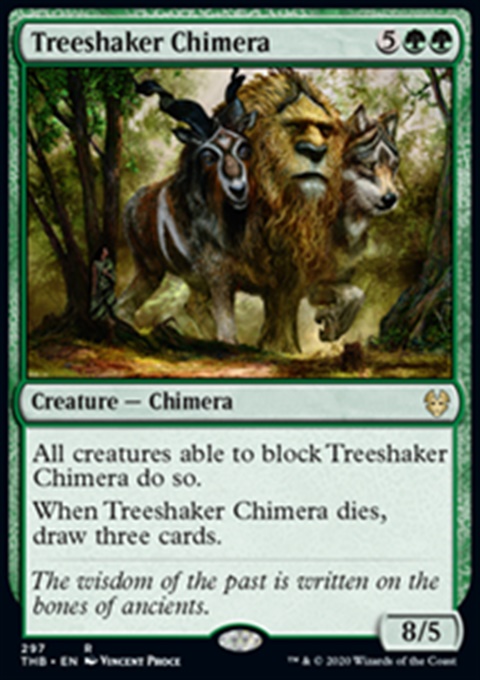 Treeshaker Chimera 5
Creature — Chimera
All creatures able to block Treeshaker
Chimera do so.
When Treeshaker Chimera dies,
draw three cards.
The wisdom of the past is written on the
bones of ancients.
8/5
297 R
THB • EN Vincent Proce
™ & © 2020 Wizards of the Coast